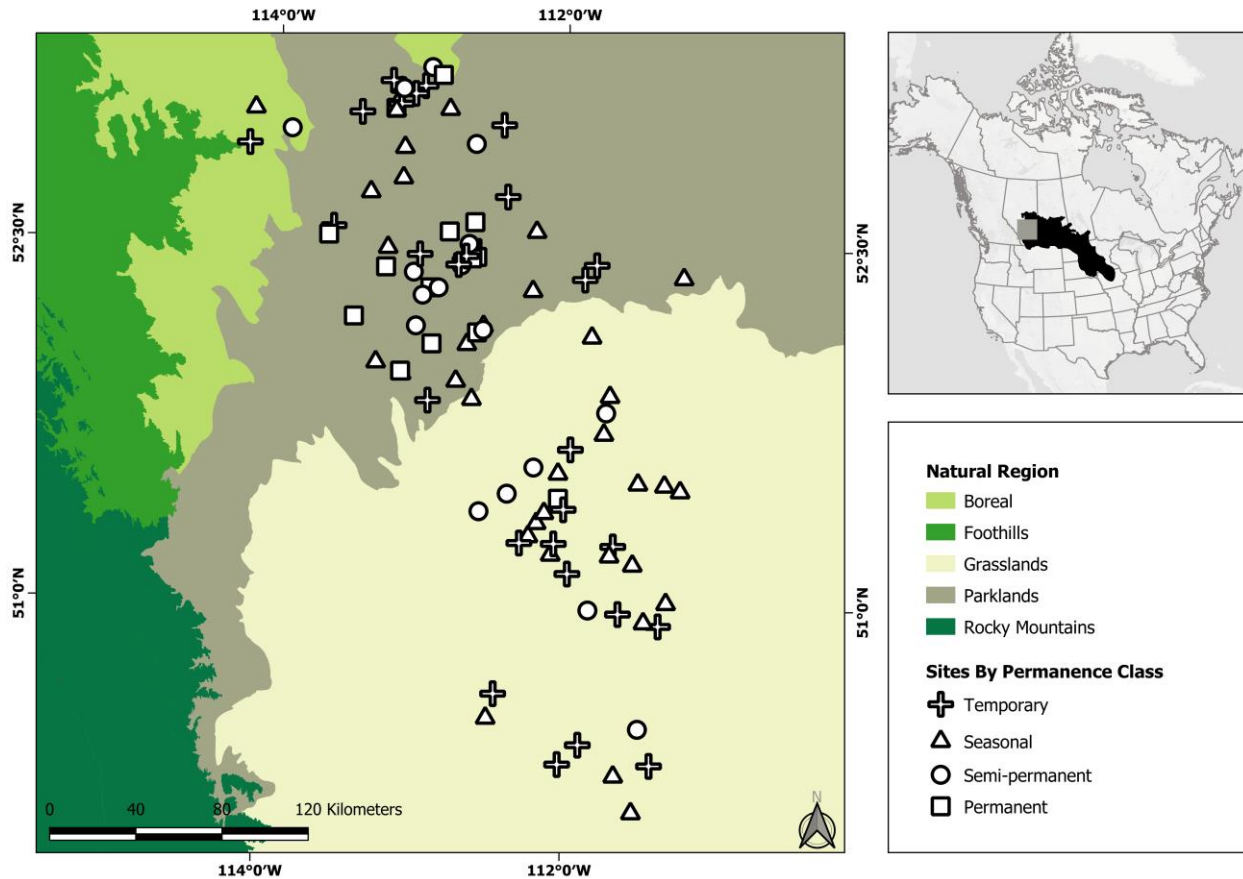 114°0'W
112°0'W
52°30'N
52°30'N
51°0'N
51°0'N
0
40
80
120 Kilometers
N
114°0'W
112°0'W
Natural Region
Boreal
Foothills
Grasslands
Parklands
Rocky Mountains
Sites By Permanence Class
Temporary
Seasonal
Semi-permanent
Permanent